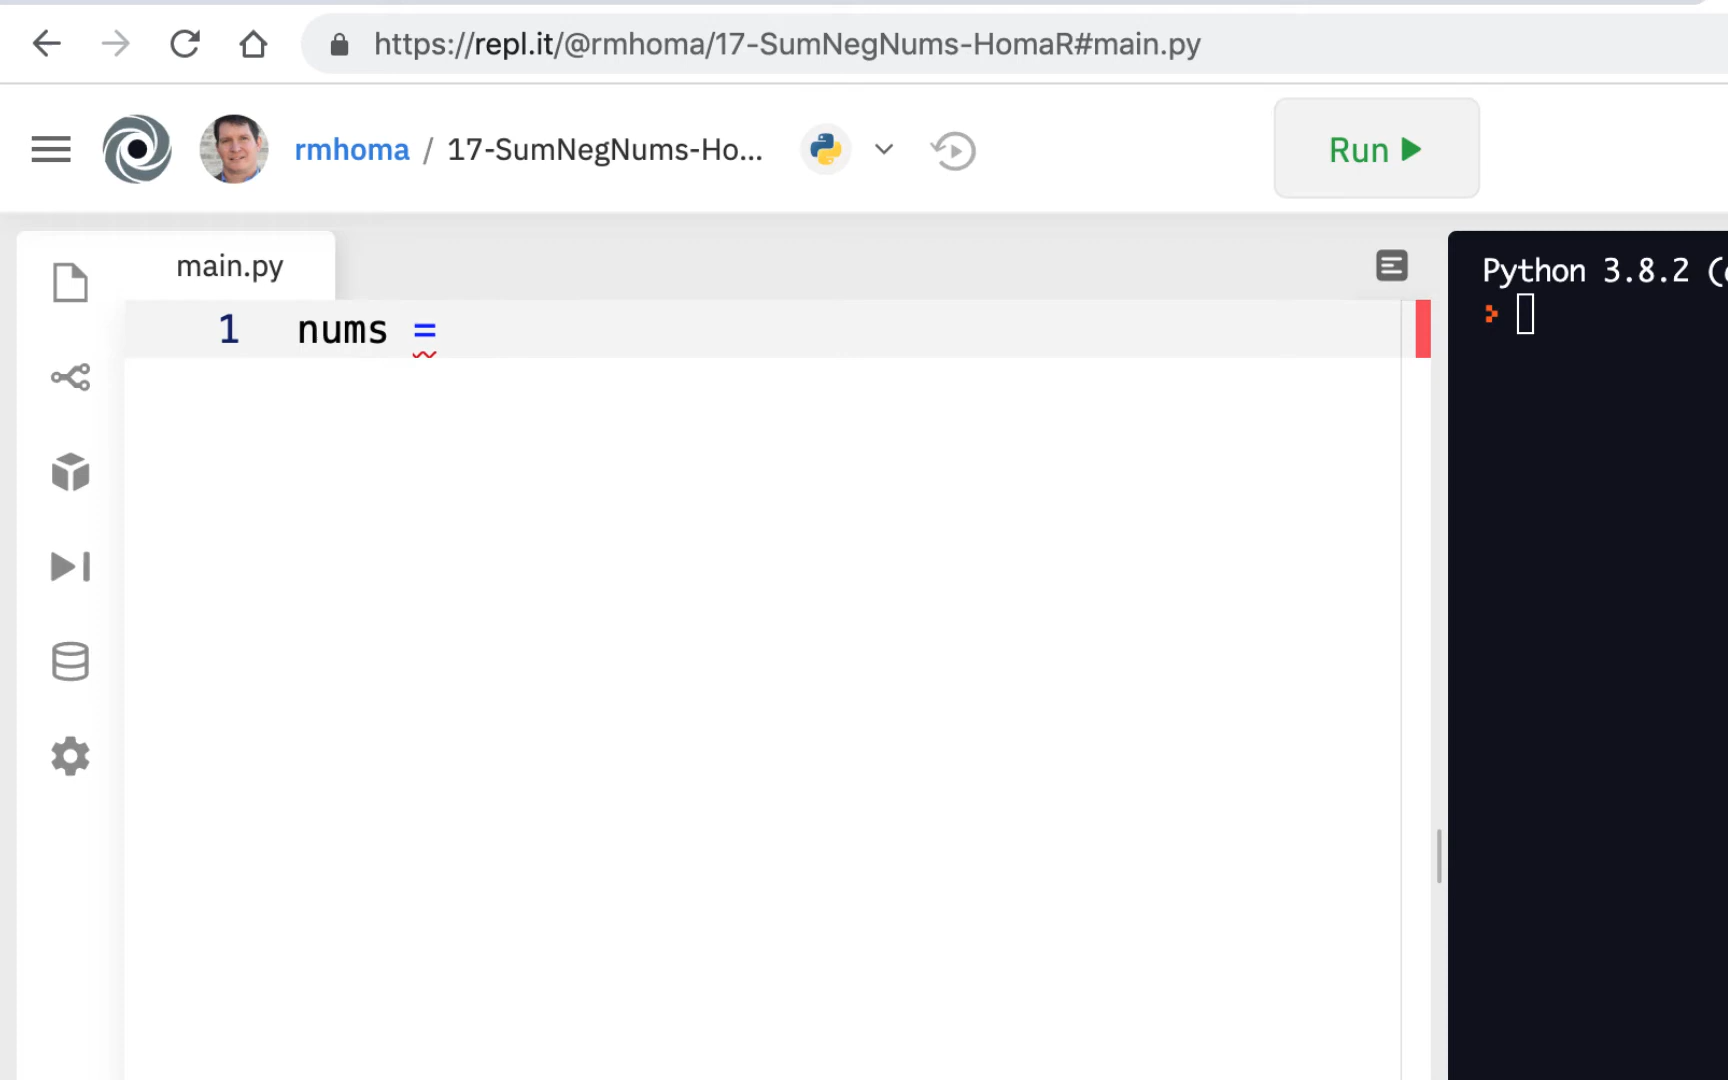 https://repl.it/@rmhoma/17-SumNegNums-HomaR#main.py
rmhoma / 17-SumNegNums-Ho...
Run
main.py
Python 3.8.2 (
1 nums =